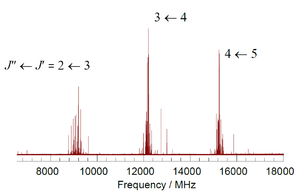 3 ← 4
4 ← 5
J″ ← J′ = 2 ← 3
8000 10000 12000 14000 16000 18000
Frequency / MHz